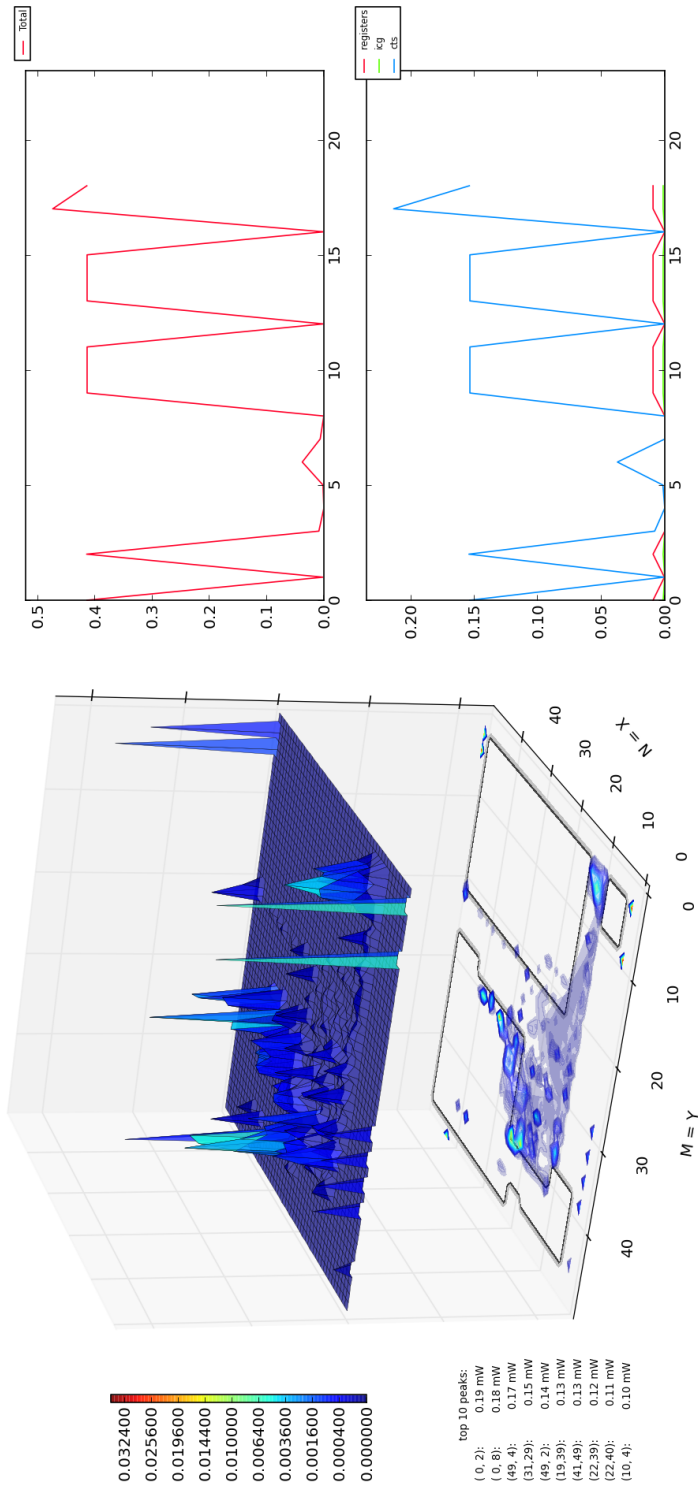 0.032400
0.025600
0.019600
0.014400
0.010000
0.006400
0.003600
0.001600
0.000400
0.000000
top 10 peaks:
( 0, 2): 0.19 mW
( 0, 8): 0.18 mW
(49, 4): 0.17 mW
(31,29): 0.15 mW
(49, 2): 0.14 mW
(19,39): 0.13 mW
(41,49): 0.13 mW
(22,39): 0.12 mW
(22,40): 0.11 mW
(10, 4): 0.10 mW
40
30
20
10
0
M = Y
0
10
20
30
40
N = X
Total
0.5
0.4
0.3
0.2
0.1
0.0
0 5 10 15 20
registers
icg
cts
0.20
0.15
0.10
0.05
0.00
0 5 10 15 20